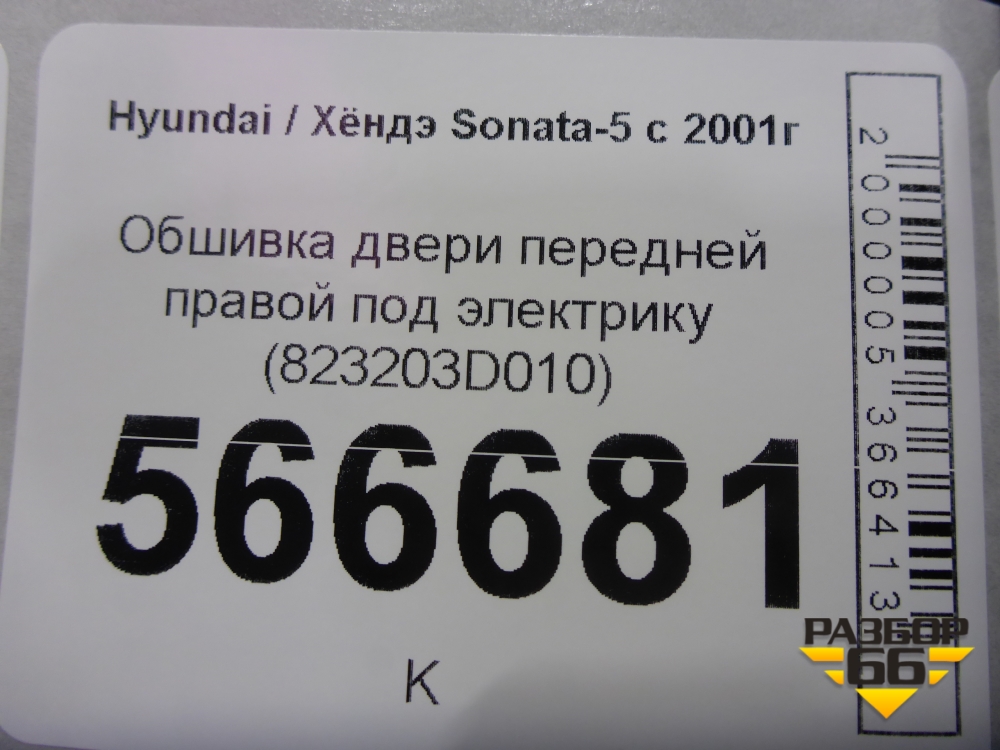 Hyundai / Хёндэ Sonata-5 с 2001г
Обшивка двери передней
правой под электрику
(823203D010)
566681
К
2000005366413
РАЗБОР
66